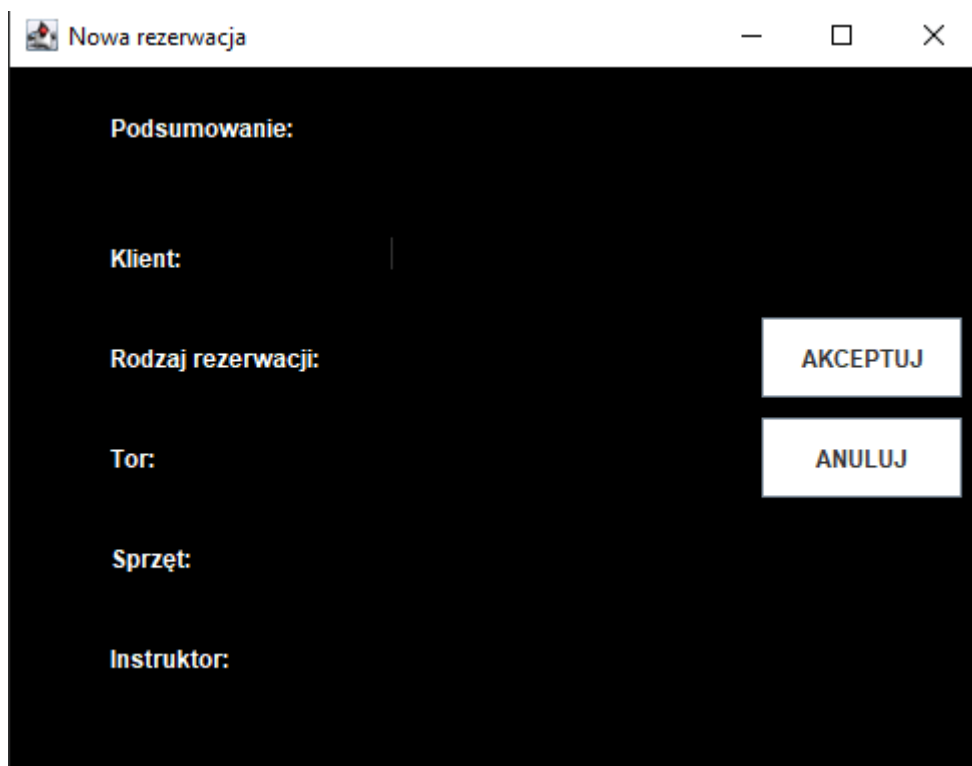 Nowa rezerwacja
Podsumowanie:
Klient:
Rodzaj rezerwacji:
AKCEPTUJ
Tor:
ANULUJ
Sprzęt:
Instruktor: